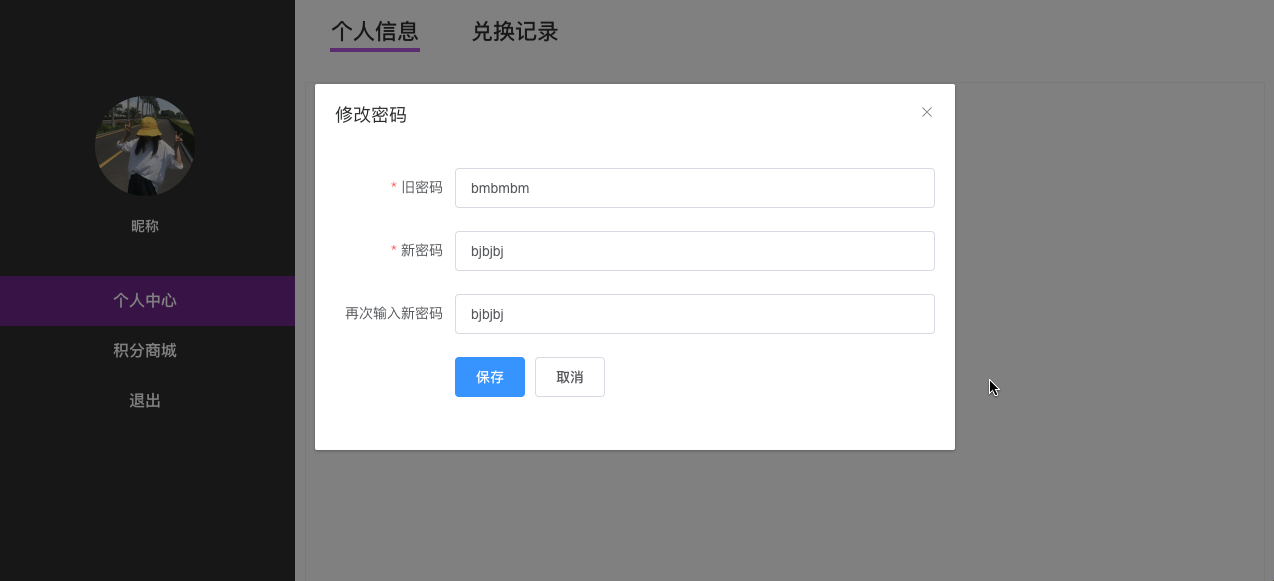 个人信息 兑换记录
昵称
个人中心
积分商城
退出
修改密码
* 旧密码 bmbmbm
* 新密码 bjbjbj
再次输入新密码 bjbjbj
保存 取消